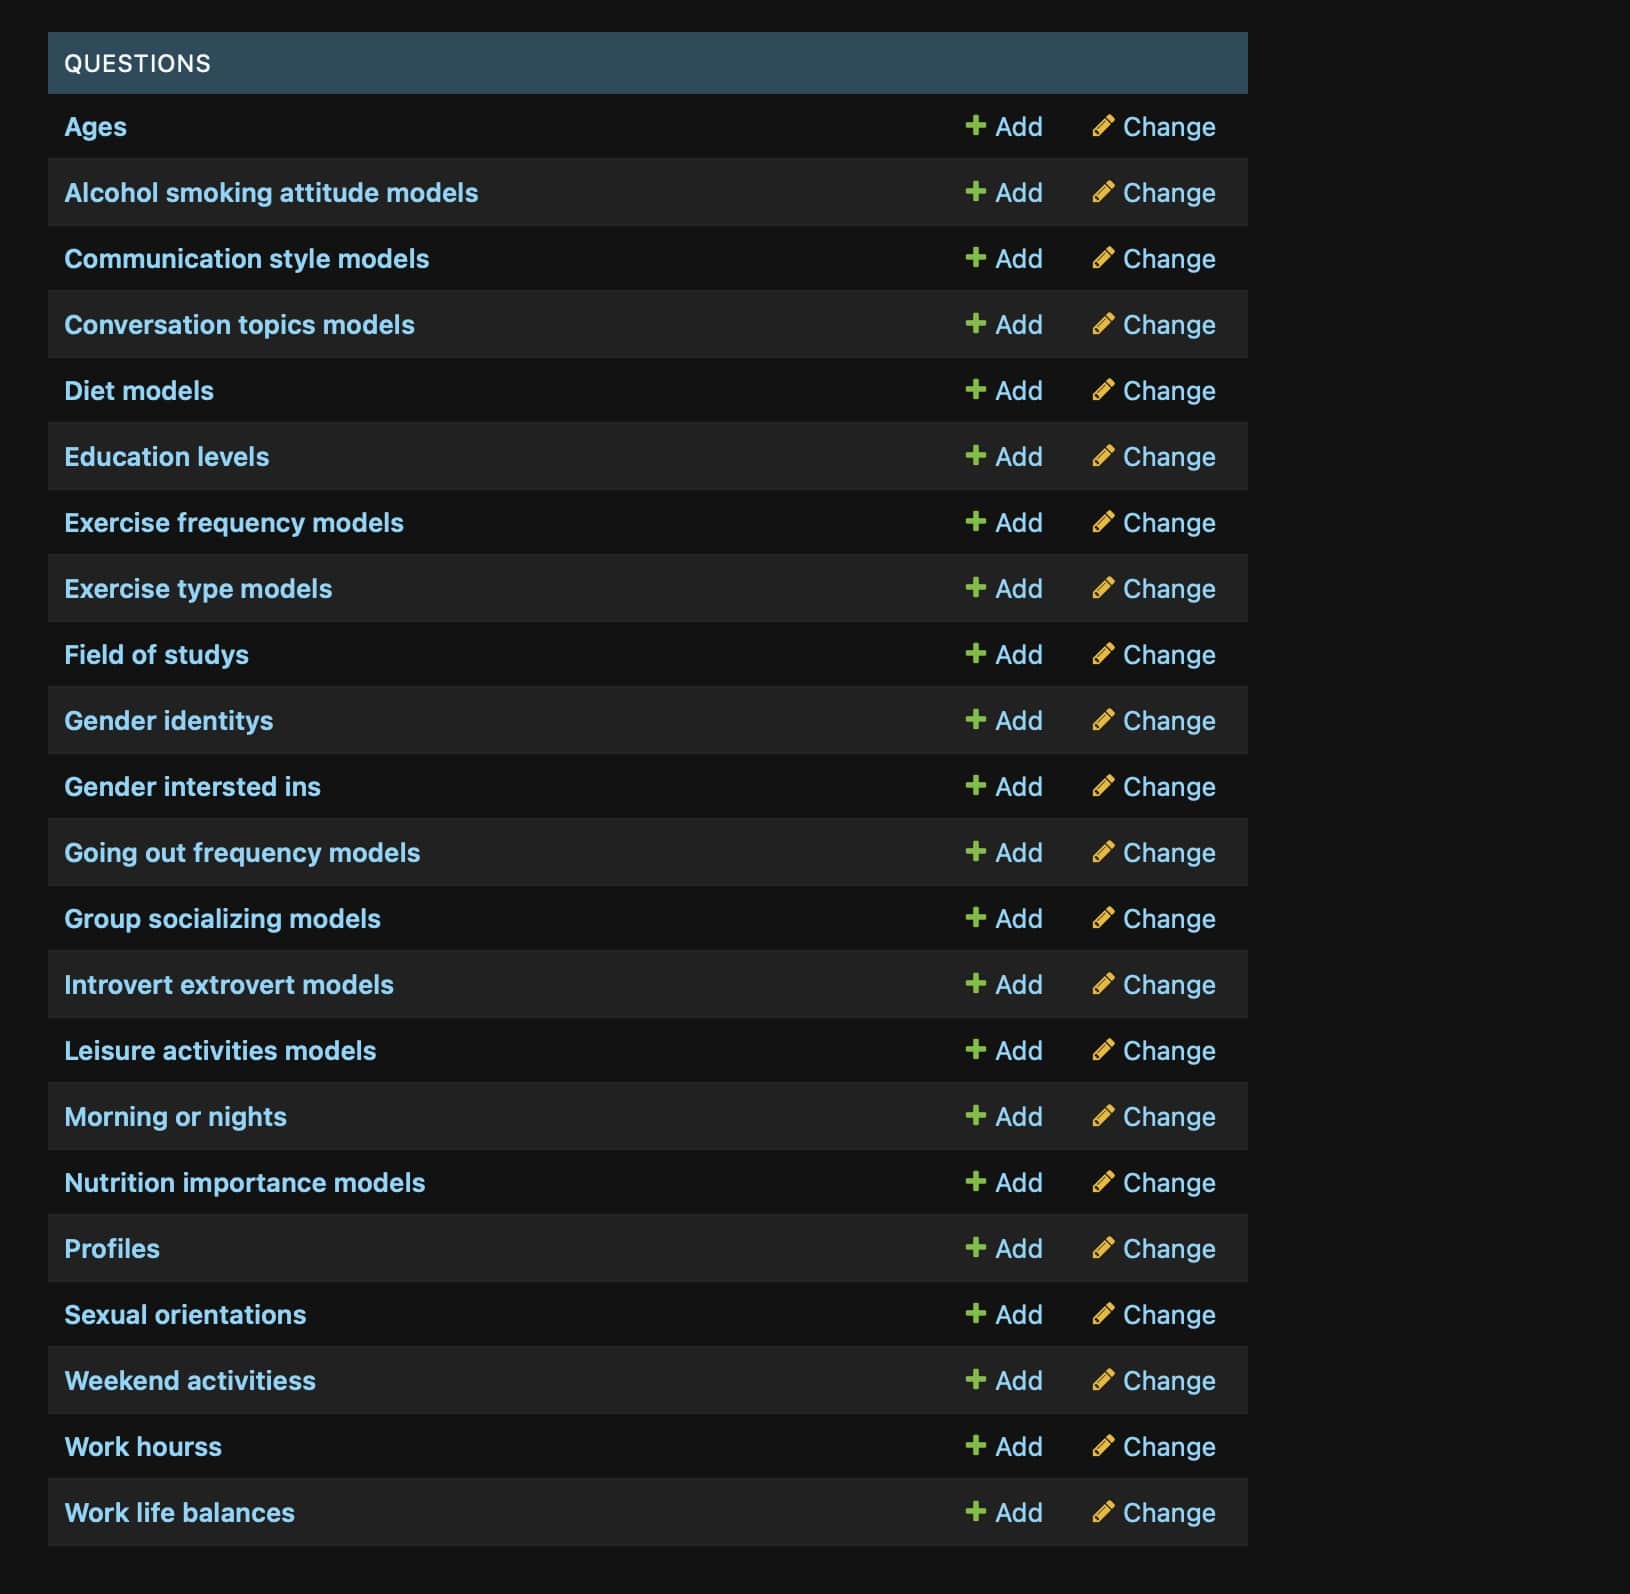 QUESTIONS
Ages Add Change
Alcohol smoking attitude models Add Change
Communication style models Add Change
Conversation topics models Add Change
Diet models Add Change
Education levels Add Change
Exercise frequency models Add Change
Exercise type models Add Change
Field of studys Add Change
Gender identitys Add Change
Gender intersted ins Add Change
Going out frequency models Add Change
Group socializing models Add Change
Introvert extrovert models Add Change
Leisure activities models Add Change
Morning or nights Add Change
Nutrition importance models Add Change
Profiles Add Change
Sexual orientations Add Change
Weekend activitiess Add Change
Work hourss Add Change
Work life balances Add Change